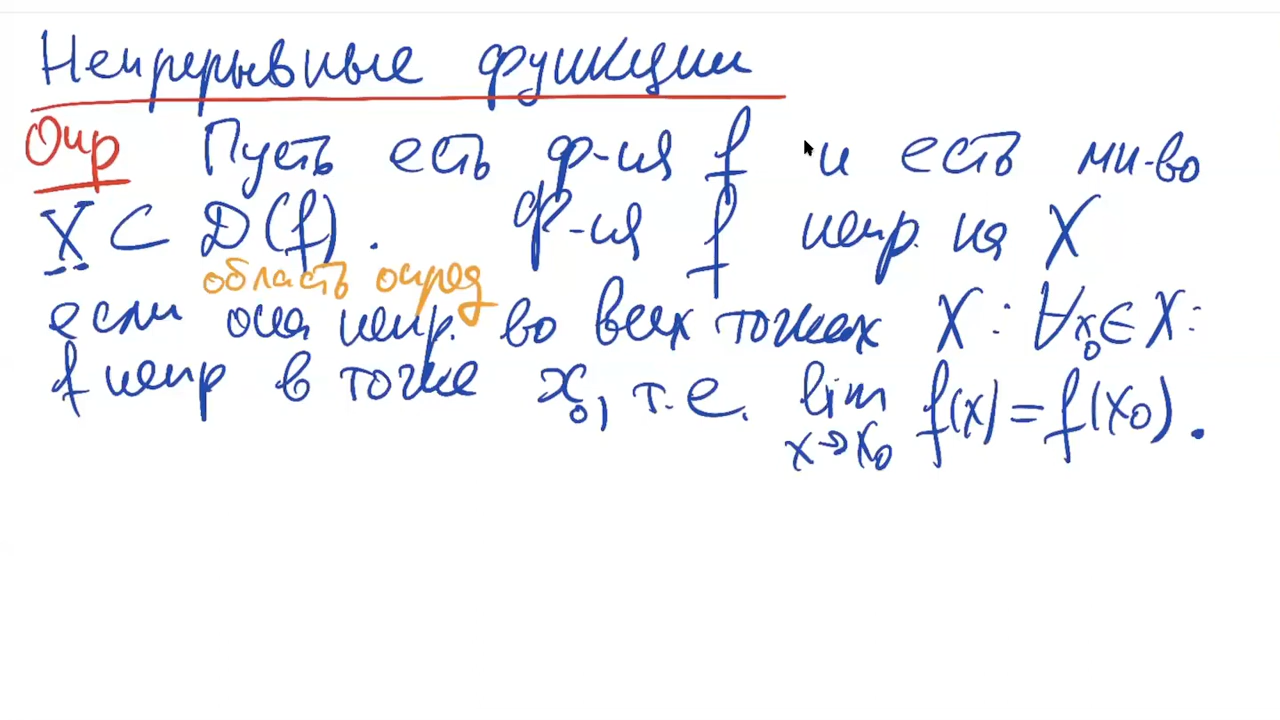 Непрерывные функции
Опр Пусть есть ф-ия f и есть мн-во
X ⊂ D(f). Ф-ия f непр. на X
область опред
если она непр. во всех точках X : ∀x₀∈ X :
f непр в точке x₀, т.е. lim f(x) = f(x₀).
x→x₀